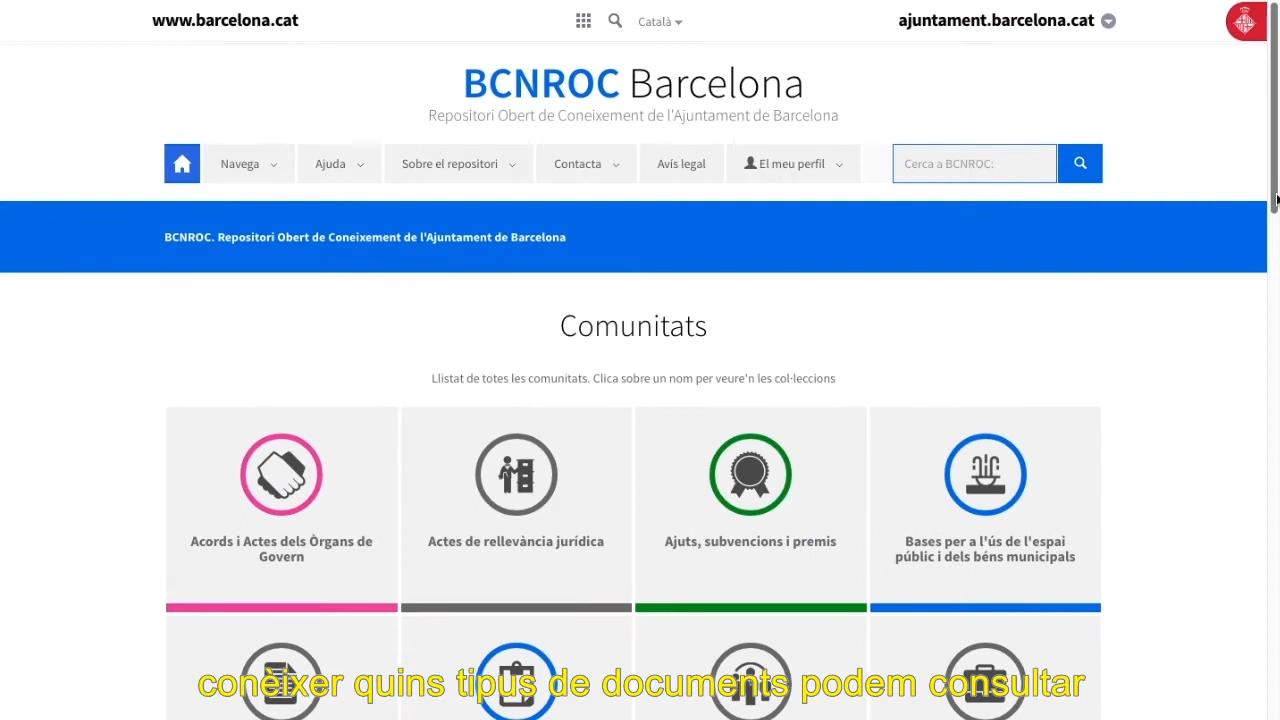 www.barcelona.cat
Català
ajuntament.barcelona.cat
BCNROC Barcelona
Repositori Obert de Coneixement de l'Ajuntament de Barcelona
Navega
Ajuda
Sobre el repositori
Contacta
Avís legal
El meu perfil
Cerca a BCNROC:
BCNROC. Repositori Obert de Coneixement de l'Ajuntament de Barcelona
Comunitats
Llistat de totes les comunitats. Clica sobre un nom per veure'n les col·leccions
Acords i Actes dels Òrgans de
Govern
Actes de rellevància jurídica
Ajuts, subvencions i premis
Bases per a l'ús de l'espai
públic i dels béns municipals
conèixer quins tipus de documents podem consultar